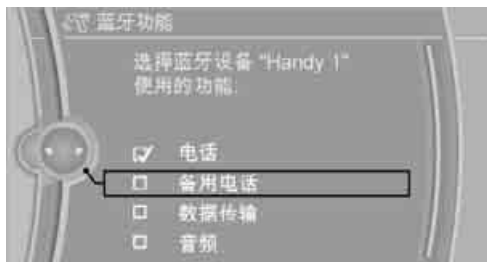 蓝牙功能
选择蓝牙设备 "Handy 1"
使用的功能.
电话
备用电话
数据传输
音频